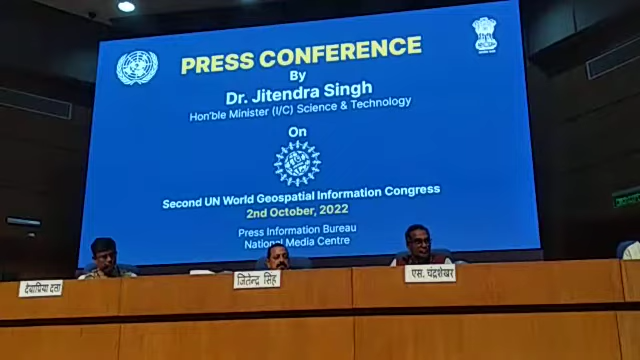 PRESS CONFERENCE
By
Dr. Jitendra Singh
Hon'ble Minister (I/C) Science & Technology
On
Second UN World Geospatial Information Congress
2nd October, 2022
Press Information Bureau
National Media Centre
देवाप्रिया दत्ता
जितेन्द्र सिंह
एस. चंद्रशेखर